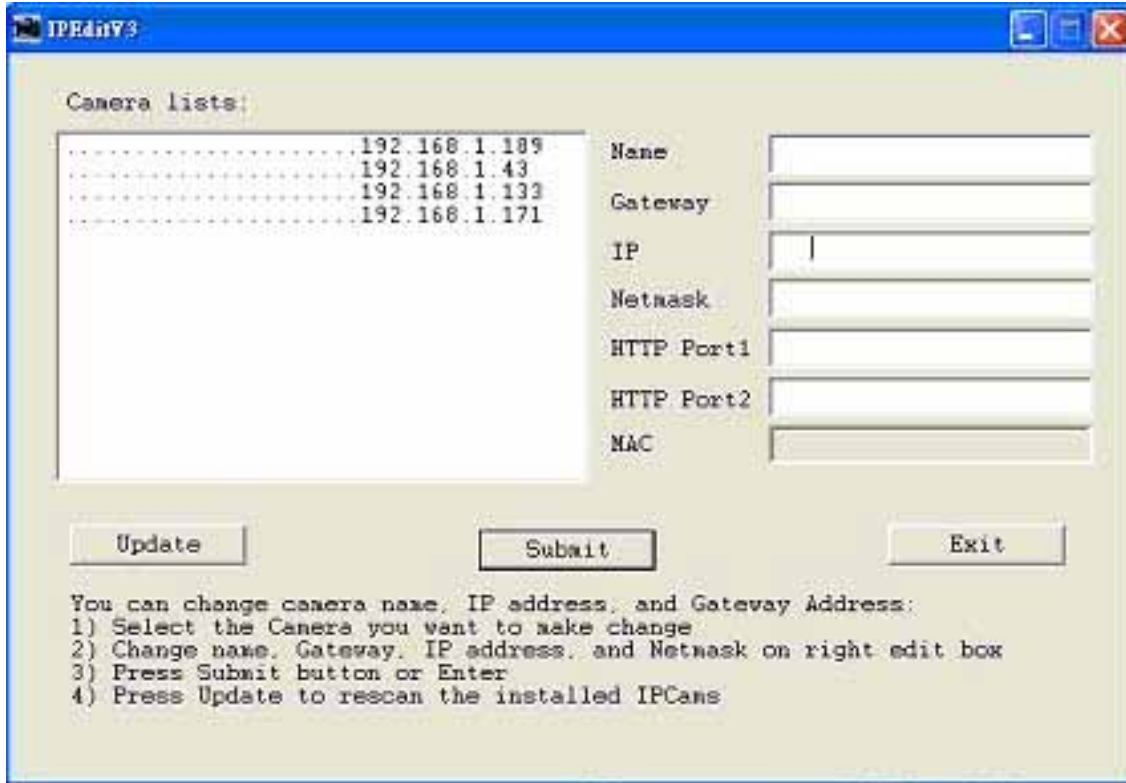 IPEditV3
Camera lists:
.....................192.168.1.189
.....................192.168.1.43
.....................192.168.1.133
.....................192.168.1.171
Name
Gateway
IP
Netmask
HTTP Port1
HTTP Port2
MAC
Update
Submit
Exit
You can change camera name, IP address, and Gateway Address:
1) Select the Camera you want to make change
2) Change name, Gateway, IP address, and Netmask on right edit box
3) Press Submit button or Enter
4) Press Update to rescan the installed IPCams